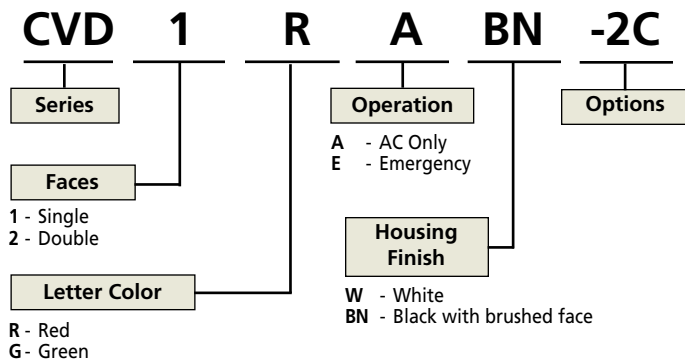 CVD 1 R A BN -2C
Series
Operation
Options
A - AC Only
E - Emergency
Faces
1 - Single
2 - Double
Housing
Finish
Letter Color
W - White
BN - Black with brushed face
R - Red
G - Green